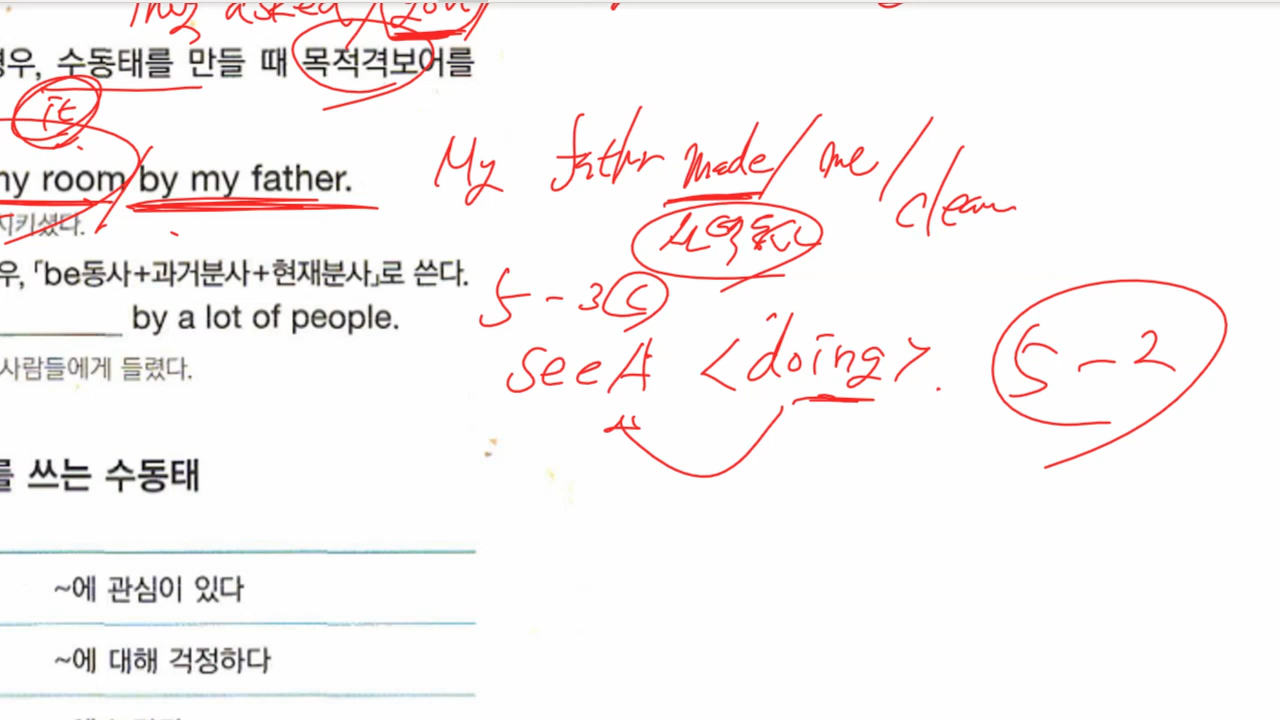 They asked / you /
경우, 수동태를 만들 때 목적격보어를
it
my room / by my father.
시키셨다.
My father made / me / clean
사역동사
우, 「be동사+과거분사+현재분사」로 쓴다.
5-3(C)
by a lot of people.
see A <doing>. 5-2
사람들에게 들렸다.
를 쓰는 수동태
~에 관심이 있다
~에 대해 걱정하다